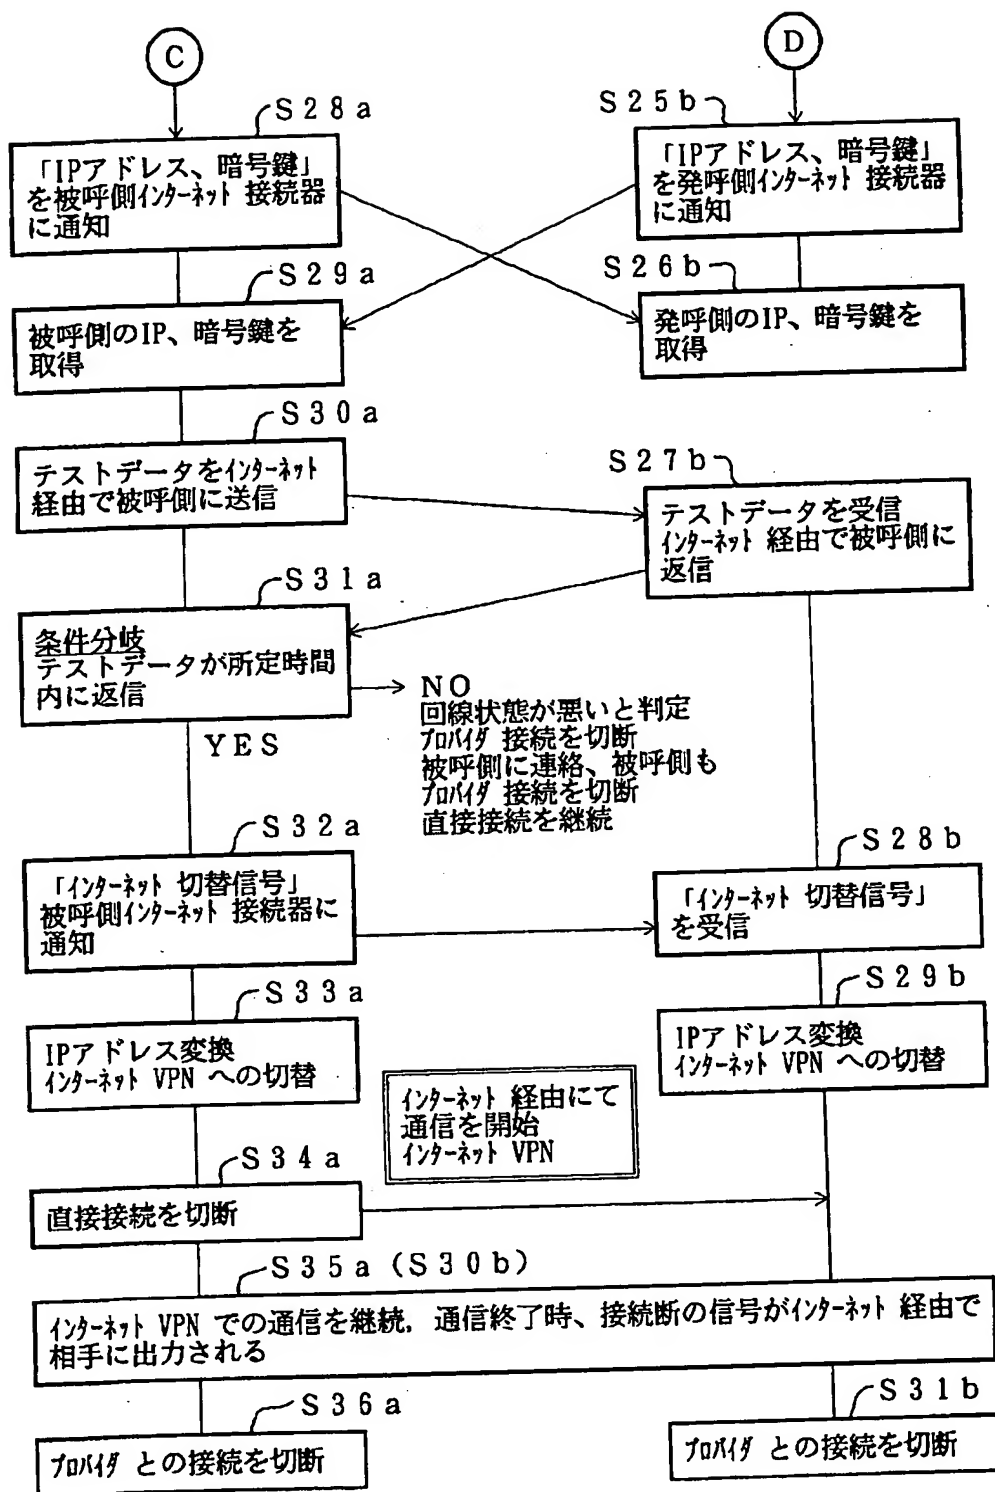 C
D
S28a
S25b
「IPアドレス、暗号鍵」
を被呼側インターネット 接続器
に通知
「IPアドレス、暗号鍵」
を発呼側インターネット 接続器
に通知
S29a
S26b
被呼側のIP、暗号鍵を
取得
発呼側のIP、暗号鍵を
取得
S30a
S27b
テストデータをインターネット
経由で被呼側に送信
テストデータを受信
インターネット 経由で被呼側に
返信
S31a
条件分岐
テストデータが所定時間
内に返信
NO
回線状態が悪いと判定
プロバイダ 接続を切断
被呼側に連絡、被呼側も
プロバイダ 接続を切断
直接接続を継続
YES
S32a
S28b
「インターネット 切替信号」
被呼側インターネット 接続器に
通知
「インターネット 切替信号」
を受信
S33a
S29b
IPアドレス変換
インターネット VPN への切替
IPアドレス変換
インターネット VPN への切替
インターネット 経由にて
通信を開始
インターネット VPN
S34a
直接接続を切断
S35a(S30b)
インターネット VPN での通信を継続, 通信終了時、接続断の信号がインターネット 経由で
相手に出力される
S36a
S31b
プロバイダ との接続を切断
プロバイダ との接続を切断